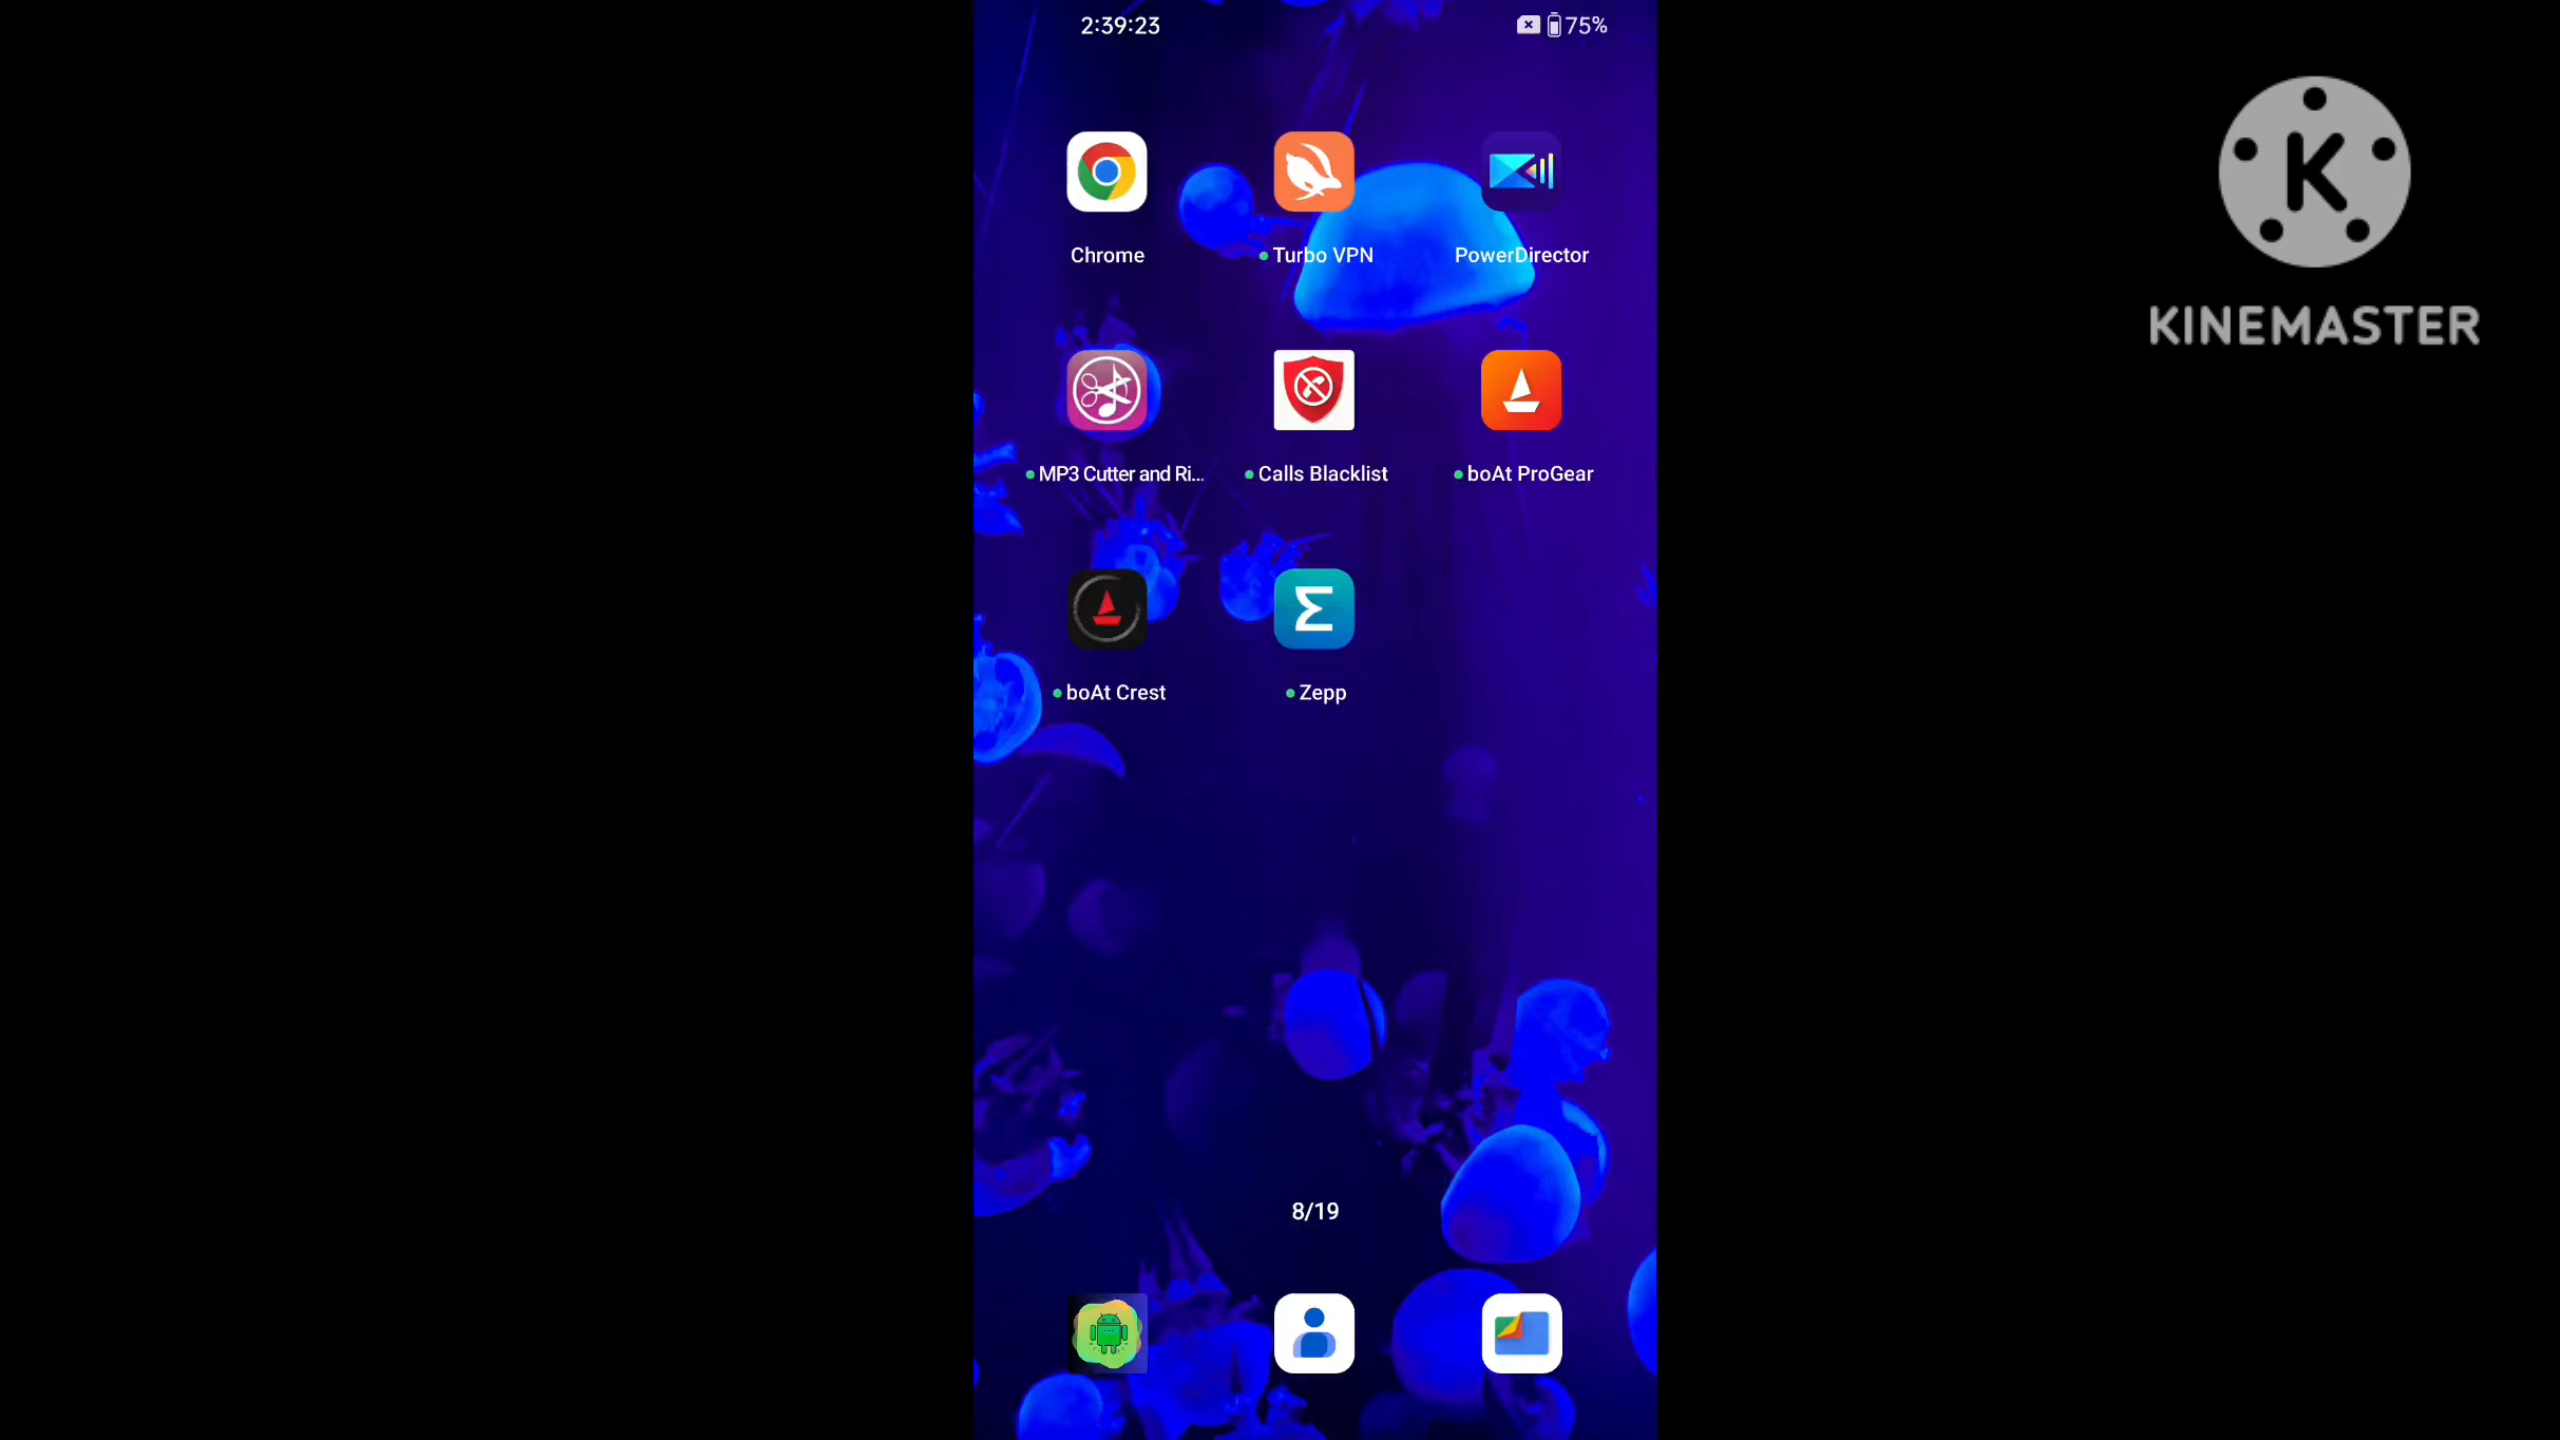 2:39:23 75%
K
KINEMASTER
Chrome Turbo VPN PowerDirector
MP3 Cutter and Ri... Calls Blacklist boAt ProGear
boAt Crest Zepp
8/19